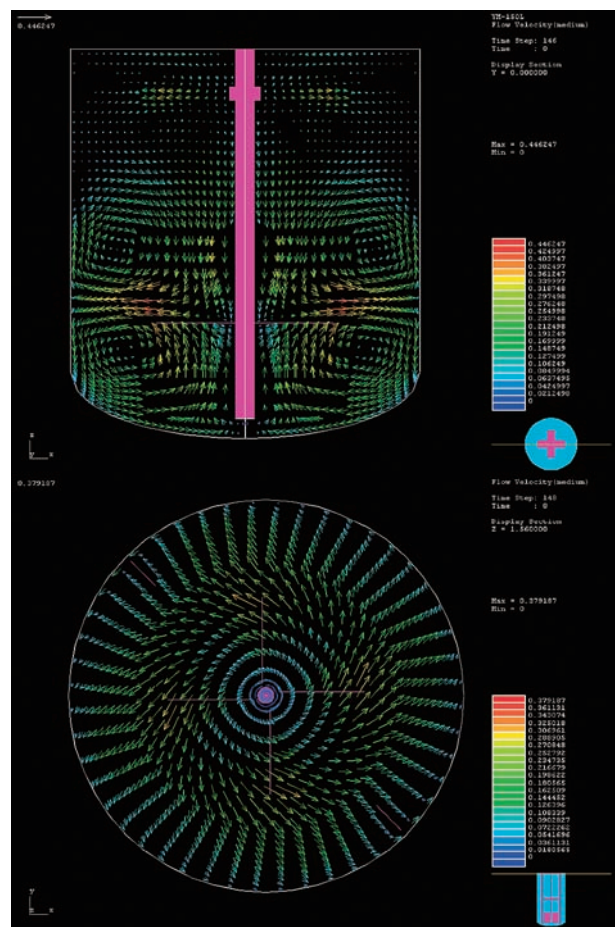 0.446247
Flow Velocity(medium)
Time Step: 146
Time : 0
Display Section
Y = 0.000000
Max = 0.446247
Min = 0
0.446247
0.424997
0.403747
0.382497
0.361247
0.339997
0.318748
0.297498
0.276248
0.254998
0.233748
0.212498
0.191249
0.169999
0.148749
0.127499
0.106249
0.0849994
0.0637495
0.0424997
0.0212498
0
z
x
0.379187
Flow Velocity(medium)
Time Step: 148
Time : 0
Display Section
Z = 1.560000
Max = 0.379187
Min = 0
0.379187
0.361131
0.343074
0.325018
0.306961
0.288905
0.270848
0.252792
0.234735
0.216679
0.198622
0.180565
0.162509
0.144452
0.126396
0.108339
0.0902827
0.0722262
0.0541696
0.0361131
0.0180565
0
y
x